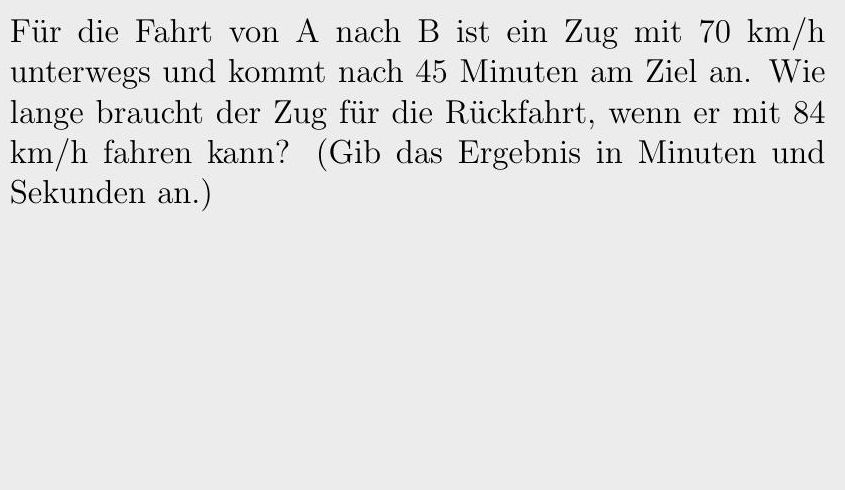 Für die Fahrt von A nach B ist ein Zug mit 70 km/h
unterwegs und kommt nach 45 Minuten am Ziel an. Wie
lange braucht der Zug für die Rückfahrt, wenn er mit 84
km/h fahren kann? (Gib das Ergebnis in Minuten und
Sekunden an.)